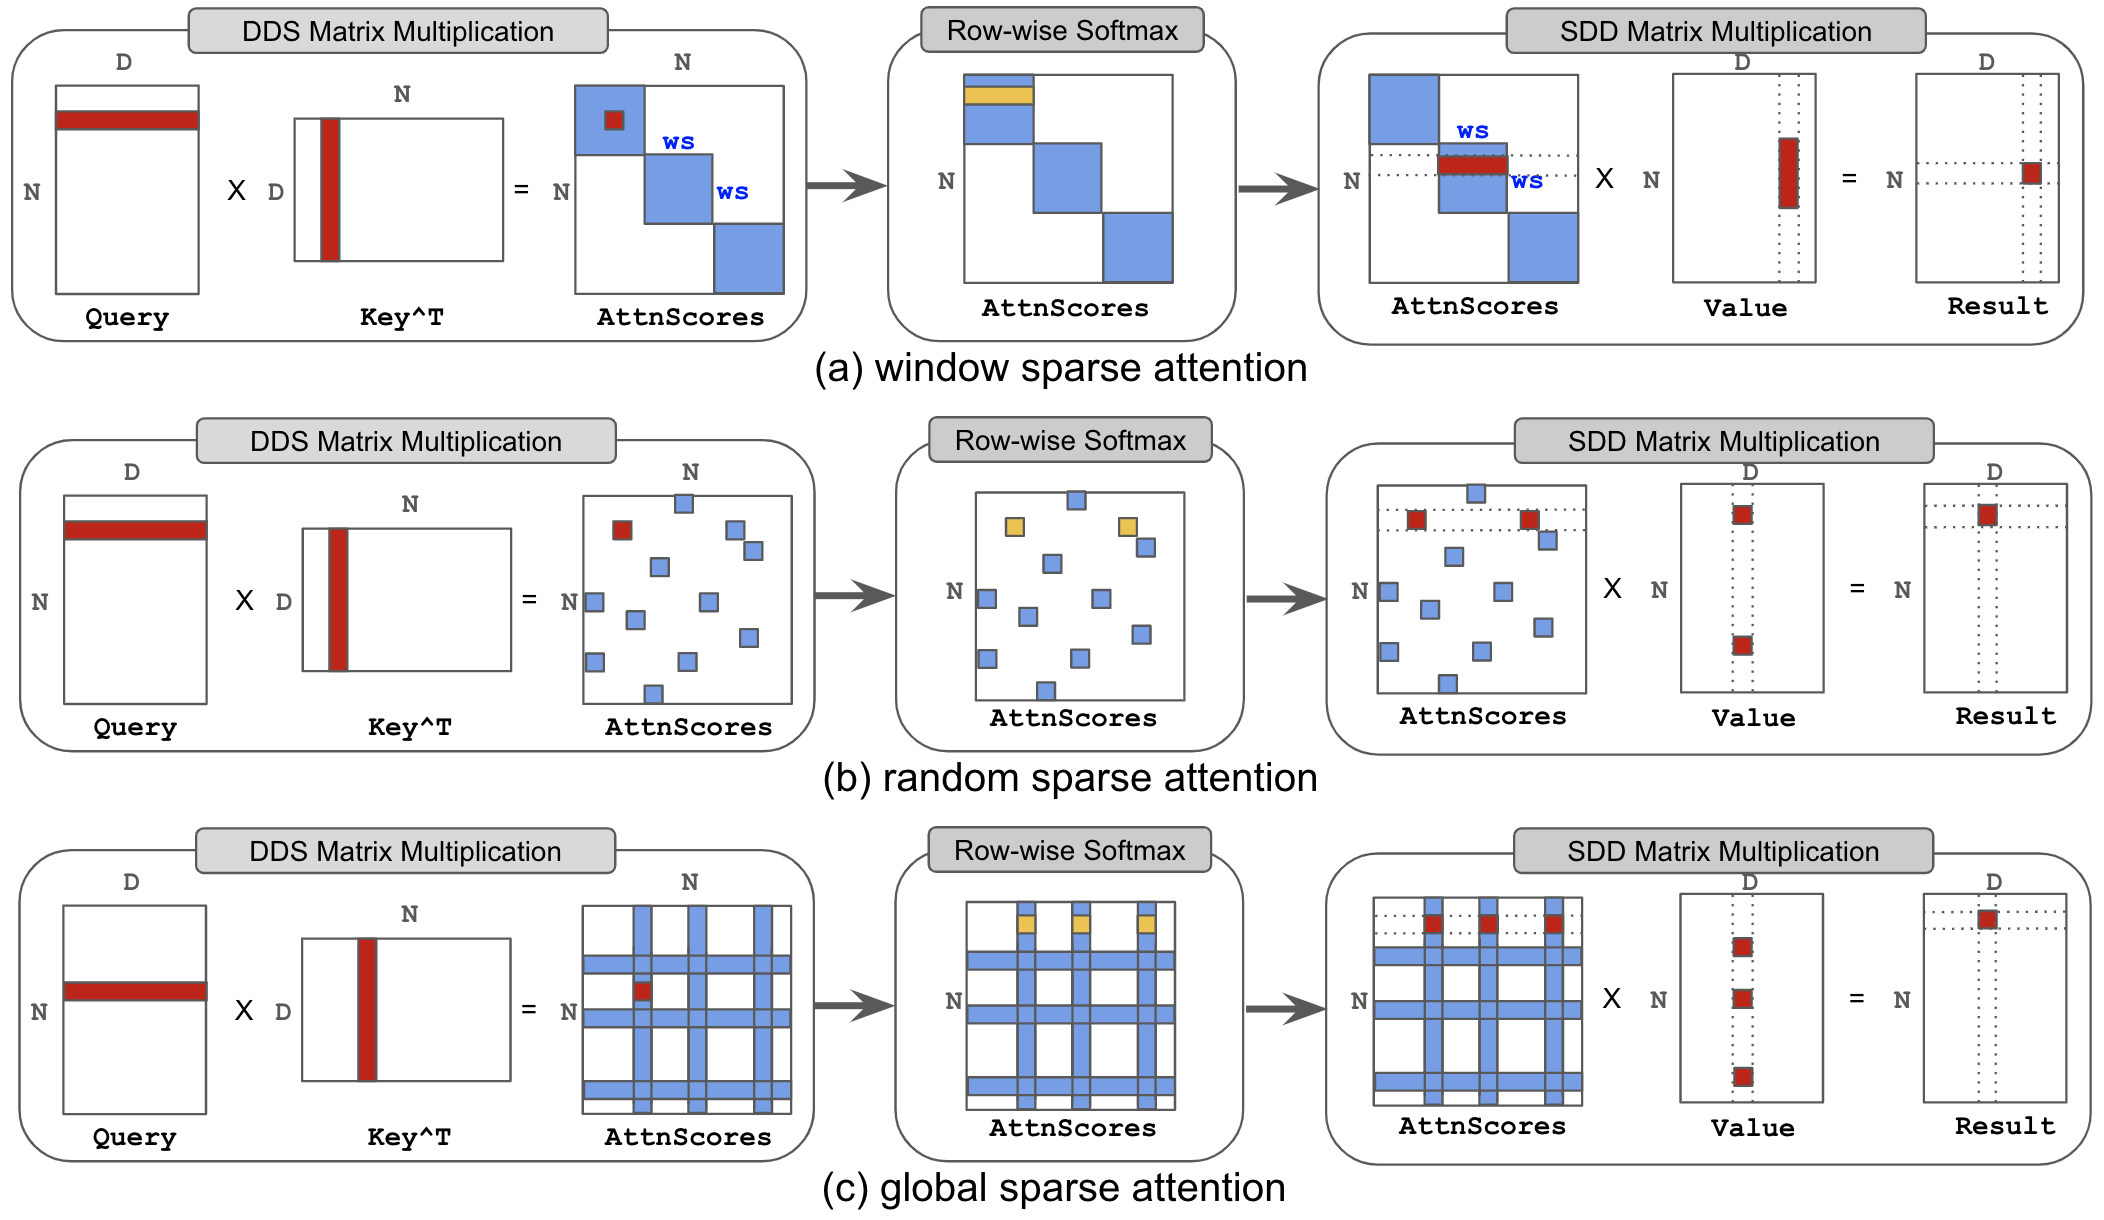 DDS Matrix Multiplication
Row-wise Softmax
SDD Matrix Multiplication
D
N
N
D
D
N
X
D
=
N
ws
ws
N
N
ws
ws
X
N
=
N
Query
Key^T
AttnScores
AttnScores
AttnScores
Value
Result
(a) window sparse attention
DDS Matrix Multiplication
Row-wise Softmax
SDD Matrix Multiplication
D
N
N
D
D
N
X
D
=
N
N
N
X
N
=
N
Query
Key^T
AttnScores
AttnScores
AttnScores
Value
Result
(b) random sparse attention
DDS Matrix Multiplication
Row-wise Softmax
SDD Matrix Multiplication
D
N
N
D
D
N
X
D
=
N
N
N
X
N
=
N
Query
Key^T
AttnScores
AttnScores
AttnScores
Value
Result
(c) global sparse attention